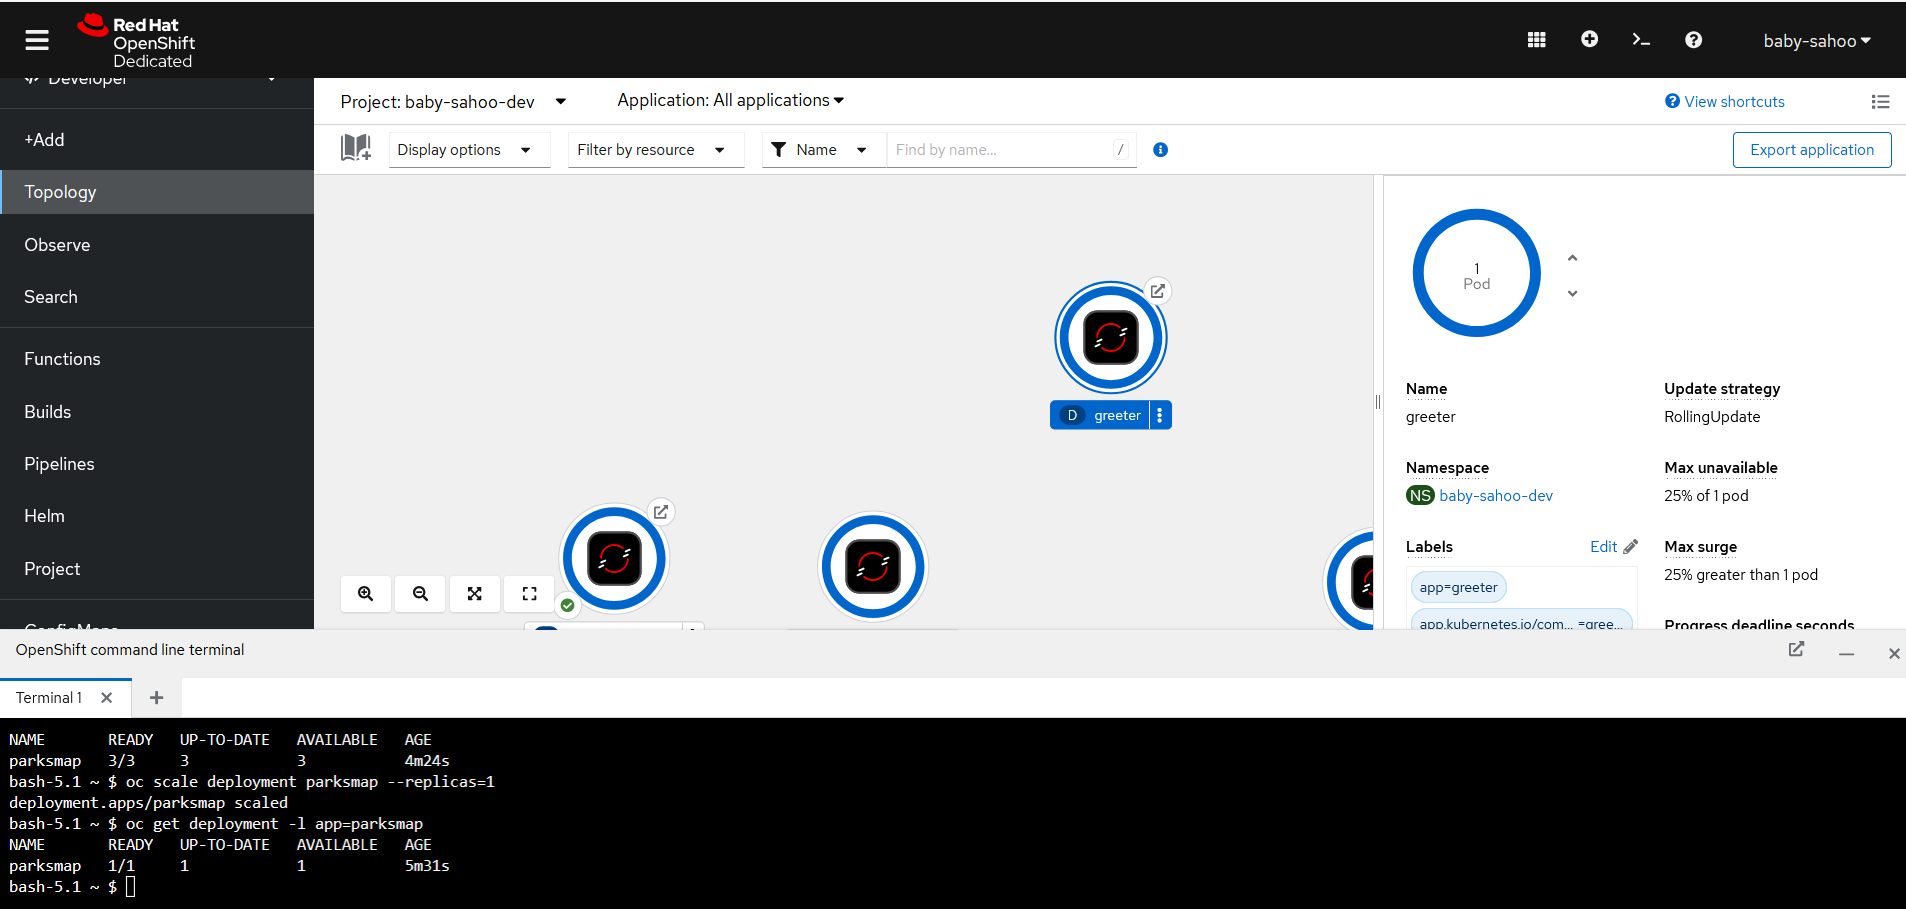 Red Hat
OpenShift
Dedicated
baby-sahoo
Developer
+Add
Topology
Observe
Search
Functions
Builds
Pipelines
Helm
Project
ConfigMaps
Project: baby-sahoo-dev
Application: All applications
View shortcuts
Display options
Filter by resource
Name
Find by name...
/
Export application
D greeter
1
Pod
Name
greeter
Update strategy
RollingUpdate
Namespace
NS baby-sahoo-dev
Max unavailable
25% of 1 pod
Labels
Edit
app=greeter
app.kubernetes.io/com... =gree...
Max surge
25% greater than 1 pod
Progress deadline seconds
OpenShift command line terminal
Terminal 1
NAME READY UP-TO-DATE AVAILABLE AGE
parksmap 3/3 3 3 4m24s
bash-5.1 ~ $ oc scale deployment parksmap --replicas=1
deployment.apps/parksmap scaled
bash-5.1 ~ $ oc get deployment -l app=parksmap
NAME READY UP-TO-DATE AVAILABLE AGE
parksmap 1/1 1 1 5m31s
bash-5.1 ~ $